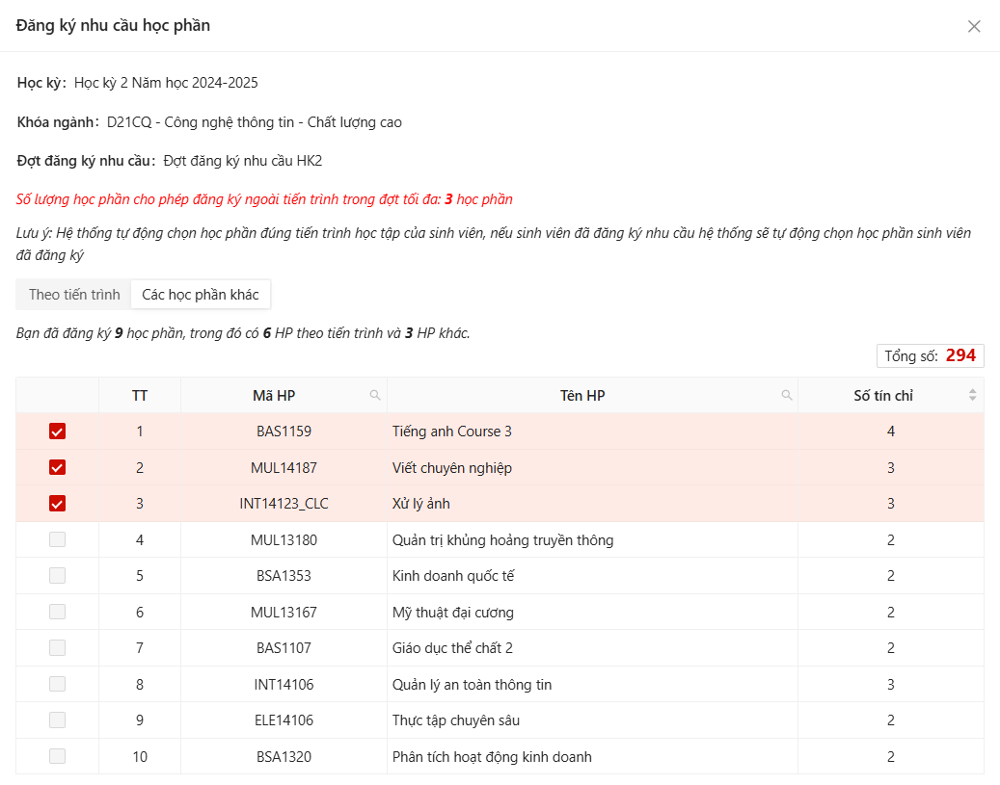 Đăng ký nhu cầu học phần
Học kỳ: Học kỳ 2 Năm học 2024-2025
Khóa ngành: D21CQ - Công nghệ thông tin - Chất lượng cao
Đợt đăng ký nhu cầu: Đợt đăng ký nhu cầu HK2
Số lượng học phần cho phép đăng ký ngoài tiến trình trong đợt tối đa: 3 học phần
Lưu ý: Hệ thống tự động chọn học phần đúng tiến trình học tập của sinh viên, nếu sinh viên đã đăng ký nhu cầu hệ thống sẽ tự động chọn học phần sinh viên
đã đăng ký
Theo tiến trình Các học phần khác
Bạn đã đăng ký 9 học phần, trong đó có 6 HP theo tiến trình và 3 HP khác.
Tổng số: 294
TT Mã HP Tên HP Số tín chỉ
1 BAS1159 Tiếng anh Course 3 4
2 MUL14187 Viết chuyên nghiệp 3
3 INT14123_CLC Xử lý ảnh 3
4 MUL13180 Quản trị khủng hoảng truyền thông 2
5 BSA1353 Kinh doanh quốc tế 2
6 MUL13167 Mỹ thuật đại cương 2
7 BAS1107 Giáo dục thể chất 2 2
8 INT14106 Quản lý an toàn thông tin 3
9 ELE14106 Thực tập chuyên sâu 2
10 BSA1320 Phân tích hoạt động kinh doanh 2